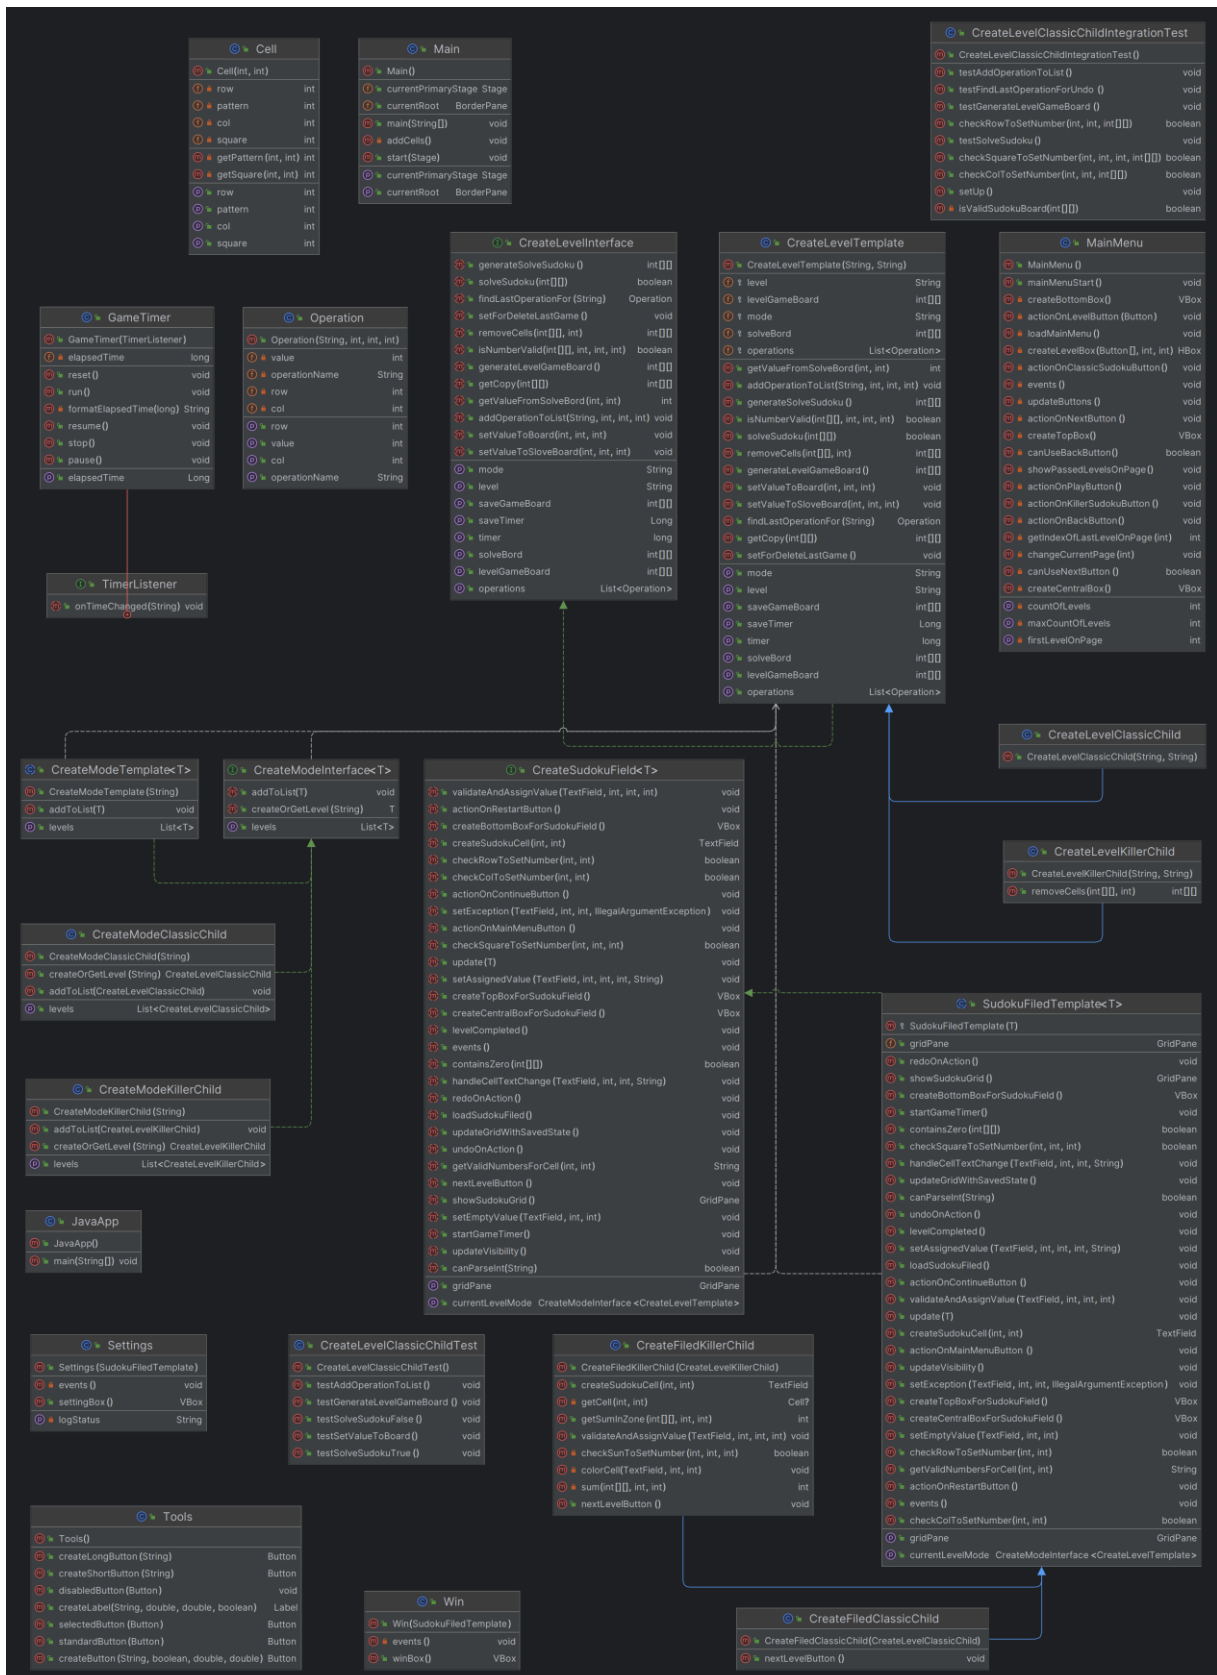 Cell
Cell(int, int)
row int
pattern int
col int
square int
getPattern(int, int) int
getSquare(int, int) int
row int
pattern int
col int
square int
Main
Main()
currentPrimaryStage Stage
currentRoot BorderPane
main(String[]) void
addCells() void
start(Stage) void
currentPrimaryStage Stage
currentRoot BorderPane
CreateLevelClassicChildIntegrationTest
CreateLevelClassicChildIntegrationTest()
testAddOperationToList() void
testFindLastOperationForUndo() void
testGenerateLevelGameBoard() void
checkRowToSetNumber(int, int, int[][]) boolean
testSolveSudoku() void
checkSquareToSetNumber(int, int, int, int[][]) boolean
checkColToSetNumber(int, int, int[][]) boolean
setUp() void
isValidSudokuBoard(int[][]) boolean
CreateLevelInterface
generateSolveSudoku() int[][]
solveSudoku(int[][]) boolean
findLastOperationFor(String) Operation
setForDeleteLastGame() void
removeCells(int[][], int) int[][]
isNumberValid(int[][], int, int, int) boolean
generateLevelGameBoard() int[][]
getCopy(int[][]) int[][]
getValueFromSolveBord(int, int) int
addOperationToList(String, int, int, int) void
setValueToBoard(int, int, int) void
setValueToSloveBoard(int, int, int) void
mode String
level String
saveGameBoard int[][]
saveTimer Long
timer long
solveBord int[][]
levelGameBoard int[][]
operations List<Operation>
CreateLevelTemplate
CreateLevelTemplate(String, String)
level String
levelGameBoard int[][]
mode String
solveBord int[][]
operations List<Operation>
getValueFromSolveBord(int, int) int
addOperationToList(String, int, int, int) void
generateSolveSudoku() int[][]
isNumberValid(int[][], int, int, int) boolean
solveSudoku(int[][]) boolean
removeCells(int[][], int) int[][]
generateLevelGameBoard() int[][]
setValueToBoard(int, int, int) void
setValueToSloveBoard(int, int, int) void
findLastOperationFor(String) Operation
getCopy(int[][]) int[][]
setForDeleteLastGame() void
mode String
level String
saveGameBoard int[][]
saveTimer Long
timer long
solveBord int[][]
levelGameBoard int[][]
operations List<Operation>
MainMenu
MainMenu()
mainMenuStart() void
createBottomBox() VBox
actionOnLevelButton(Button) void
loadMainMenu() void
createLevelBox(Button[], int, int) HBox
actionOnClassicSudokuButton() void
events() void
updateButtons() void
actionOnNextButton() void
createTopBox() VBox
canUseBackButton() boolean
showPassedLevelsOnPage() void
actionOnPlayButton() void
actionOnKillerSudokuButton() void
actionOnBackButton() void
getIndexOfLastLevelOnPage(int) int
changeCurrentPage(int) void
canUseNextButton() boolean
createCentralBox() VBox
countOfLevels int
maxCountOfLevels int
firstLevelOnPage int
GameTimer
GameTimer(TimerListener)
elapsedTime long
reset() void
run() void
formatElapsedTime(long) String
resume() void
stop() void
pause() void
elapsedTime Long
Operation
Operation(String, int, int, int)
value int
operationName String
row int
col int
row int
value int
col int
operationName String
TimerListener
onTimeChanged(String) void
CreateLevelClassicChild
CreateLevelClassicChild(String, String)
CreateModeTemplate<T>
CreateModeTemplate(String)
addToList(T) void
levels List<T>
CreateModeInterface<T>
addToList(T) void
createOrGetLevel(String) T
levels List<T>
CreateSudokuField<T>
validateAndAssignValue(TextField, int, int, int) void
actionOnRestartButton() void
createBottomBoxForSudokuField() VBox
createSudokuCell(int, int) TextField
checkRowToSetNumber(int, int) boolean
checkColToSetNumber(int, int) boolean
actionOnContinueButton() void
setException(TextField, int, int, IllegalArgumentException) void
actionOnMainMenuButton() void
checkSquareToSetNumber(int, int, int) boolean
update(T) void
setAssignedValue(TextField, int, int, int, String) void
createTopBoxForSudokuField() VBox
createCentralBoxForSudokuField() VBox
levelCompleted() void
events() void
containsZero(int[][]) boolean
handleCellTextChange(TextField, int, int, String) void
redoOnAction() void
loadSudokuFiled() void
updateGridWithSavedState() void
undoOnAction() void
getValidNumbersForCell(int, int) String
nextLevelButton() void
showSudokuGrid() GridPane
setEmptyValue(TextField, int, int) void
startGameTimer() void
updateVisibility() void
canParseInt(String) boolean
gridPane GridPane
currentLevelMode CreateModeInterface<CreateLevelTemplate>
CreateLevelKillerChild
CreateLevelKillerChild(String, String)
removeCells(int[][], int) int[][]
CreateModeClassicChild
CreateModeClassicChild(String)
createOrGetLevel(String) CreateLevelClassicChild
addToList(CreateLevelClassicChild) void
levels List<CreateLevelClassicChild>
SudokuFiledTemplate<T>
SudokuFiledTemplate(T)
gridPane GridPane
redoOnAction() void
showSudokuGrid() GridPane
createBottomBoxForSudokuField() VBox
startGameTimer() void
containsZero(int[][]) boolean
checkSquareToSetNumber(int, int, int) boolean
handleCellTextChange(TextField, int, int, String) void
updateGridWithSavedState() void
canParseInt(String) boolean
undoOnAction() void
levelCompleted() void
setAssignedValue(TextField, int, int, int, String) void
loadSudokuFiled() void
actionOnContinueButton() void
validateAndAssignValue(TextField, int, int, int) void
update(T) void
createSudokuCell(int, int) TextField
actionOnMainMenuButton() void
updateVisibility() void
setException(TextField, int, int, IllegalArgumentException) void
createTopBoxForSudokuField() VBox
createCentralBoxForSudokuField() VBox
setEmptyValue(TextField, int, int) void
checkRowToSetNumber(int, int) boolean
getValidNumbersForCell(int, int) String
actionOnRestartButton() void
events() void
checkColToSetNumber(int, int) boolean
gridPane GridPane
currentLevelMode CreateModeInterface<CreateLevelTemplate>
CreateModeKillerChild
CreateModeKillerChild(String)
addToList(CreateLevelKillerChild) void
createOrGetLevel(String) CreateLevelKillerChild
levels List<CreateLevelKillerChild>
JavaApp
JavaApp()
main(String[]) void
Settings
Settings(SudokuFiledTemplate)
events() void
settingBox() VBox
logStatus String
CreateLevelClassicChildTest
CreateLevelClassicChildTest()
testAddOperationToList() void
testGenerateLevelGameBoard() void
testSolveSudokuFalse() void
testSetValueToBoard() void
testSolveSudokuTrue() void
CreateFiledKillerChild
CreateFiledKillerChild(CreateLevelKillerChild)
createSudokuCell(int, int) TextField
getCell(int, int) Cell?
getSumInZone(int[][], int, int) int
validateAndAssignValue(TextField, int, int, int) void
checkSunToSetNumber(int, int, int) boolean
colorCell(TextField, int, int) void
sum(int[][], int, int) int
nextLevelButton() void
Tools
Tools()
createLongButton(String) Button
createShortButton(String) Button
disabledButton(Button) void
createLabel(String, double, double, boolean) Label
selectedButton(Button) Button
standardButton(Button) Button
createButton(String, boolean, double, double) Button
Win
Win(SudokuFiledTemplate)
events() void
winBox() VBox
CreateFiledClassicChild
CreateFiledClassicChild(CreateLevelClassicChild)
nextLevelButton() void